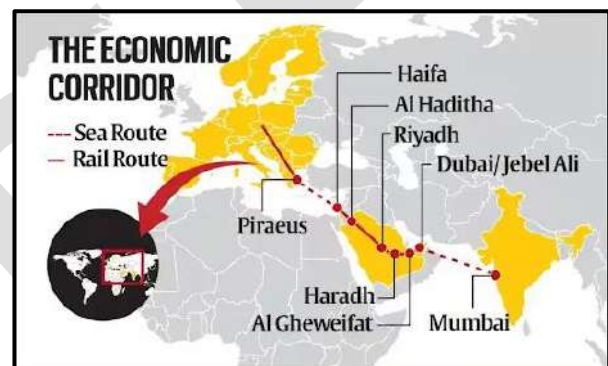 THE ECONOMIC
CORRIDOR
Sea Route
Rail Route
Haifa
Al Haditha
Riyadh
Dubai/Jebel Ali
Piraeus
Haradh
Al Gheweifat
Mumbai